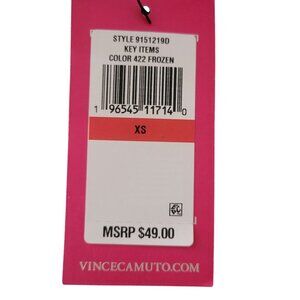 STYLE 9151219D
KEY ITEMS
COLOR 422 FROZEN
1 96545 11714 0
XS
MSRP $49.00
VINCECAMUTO.COM